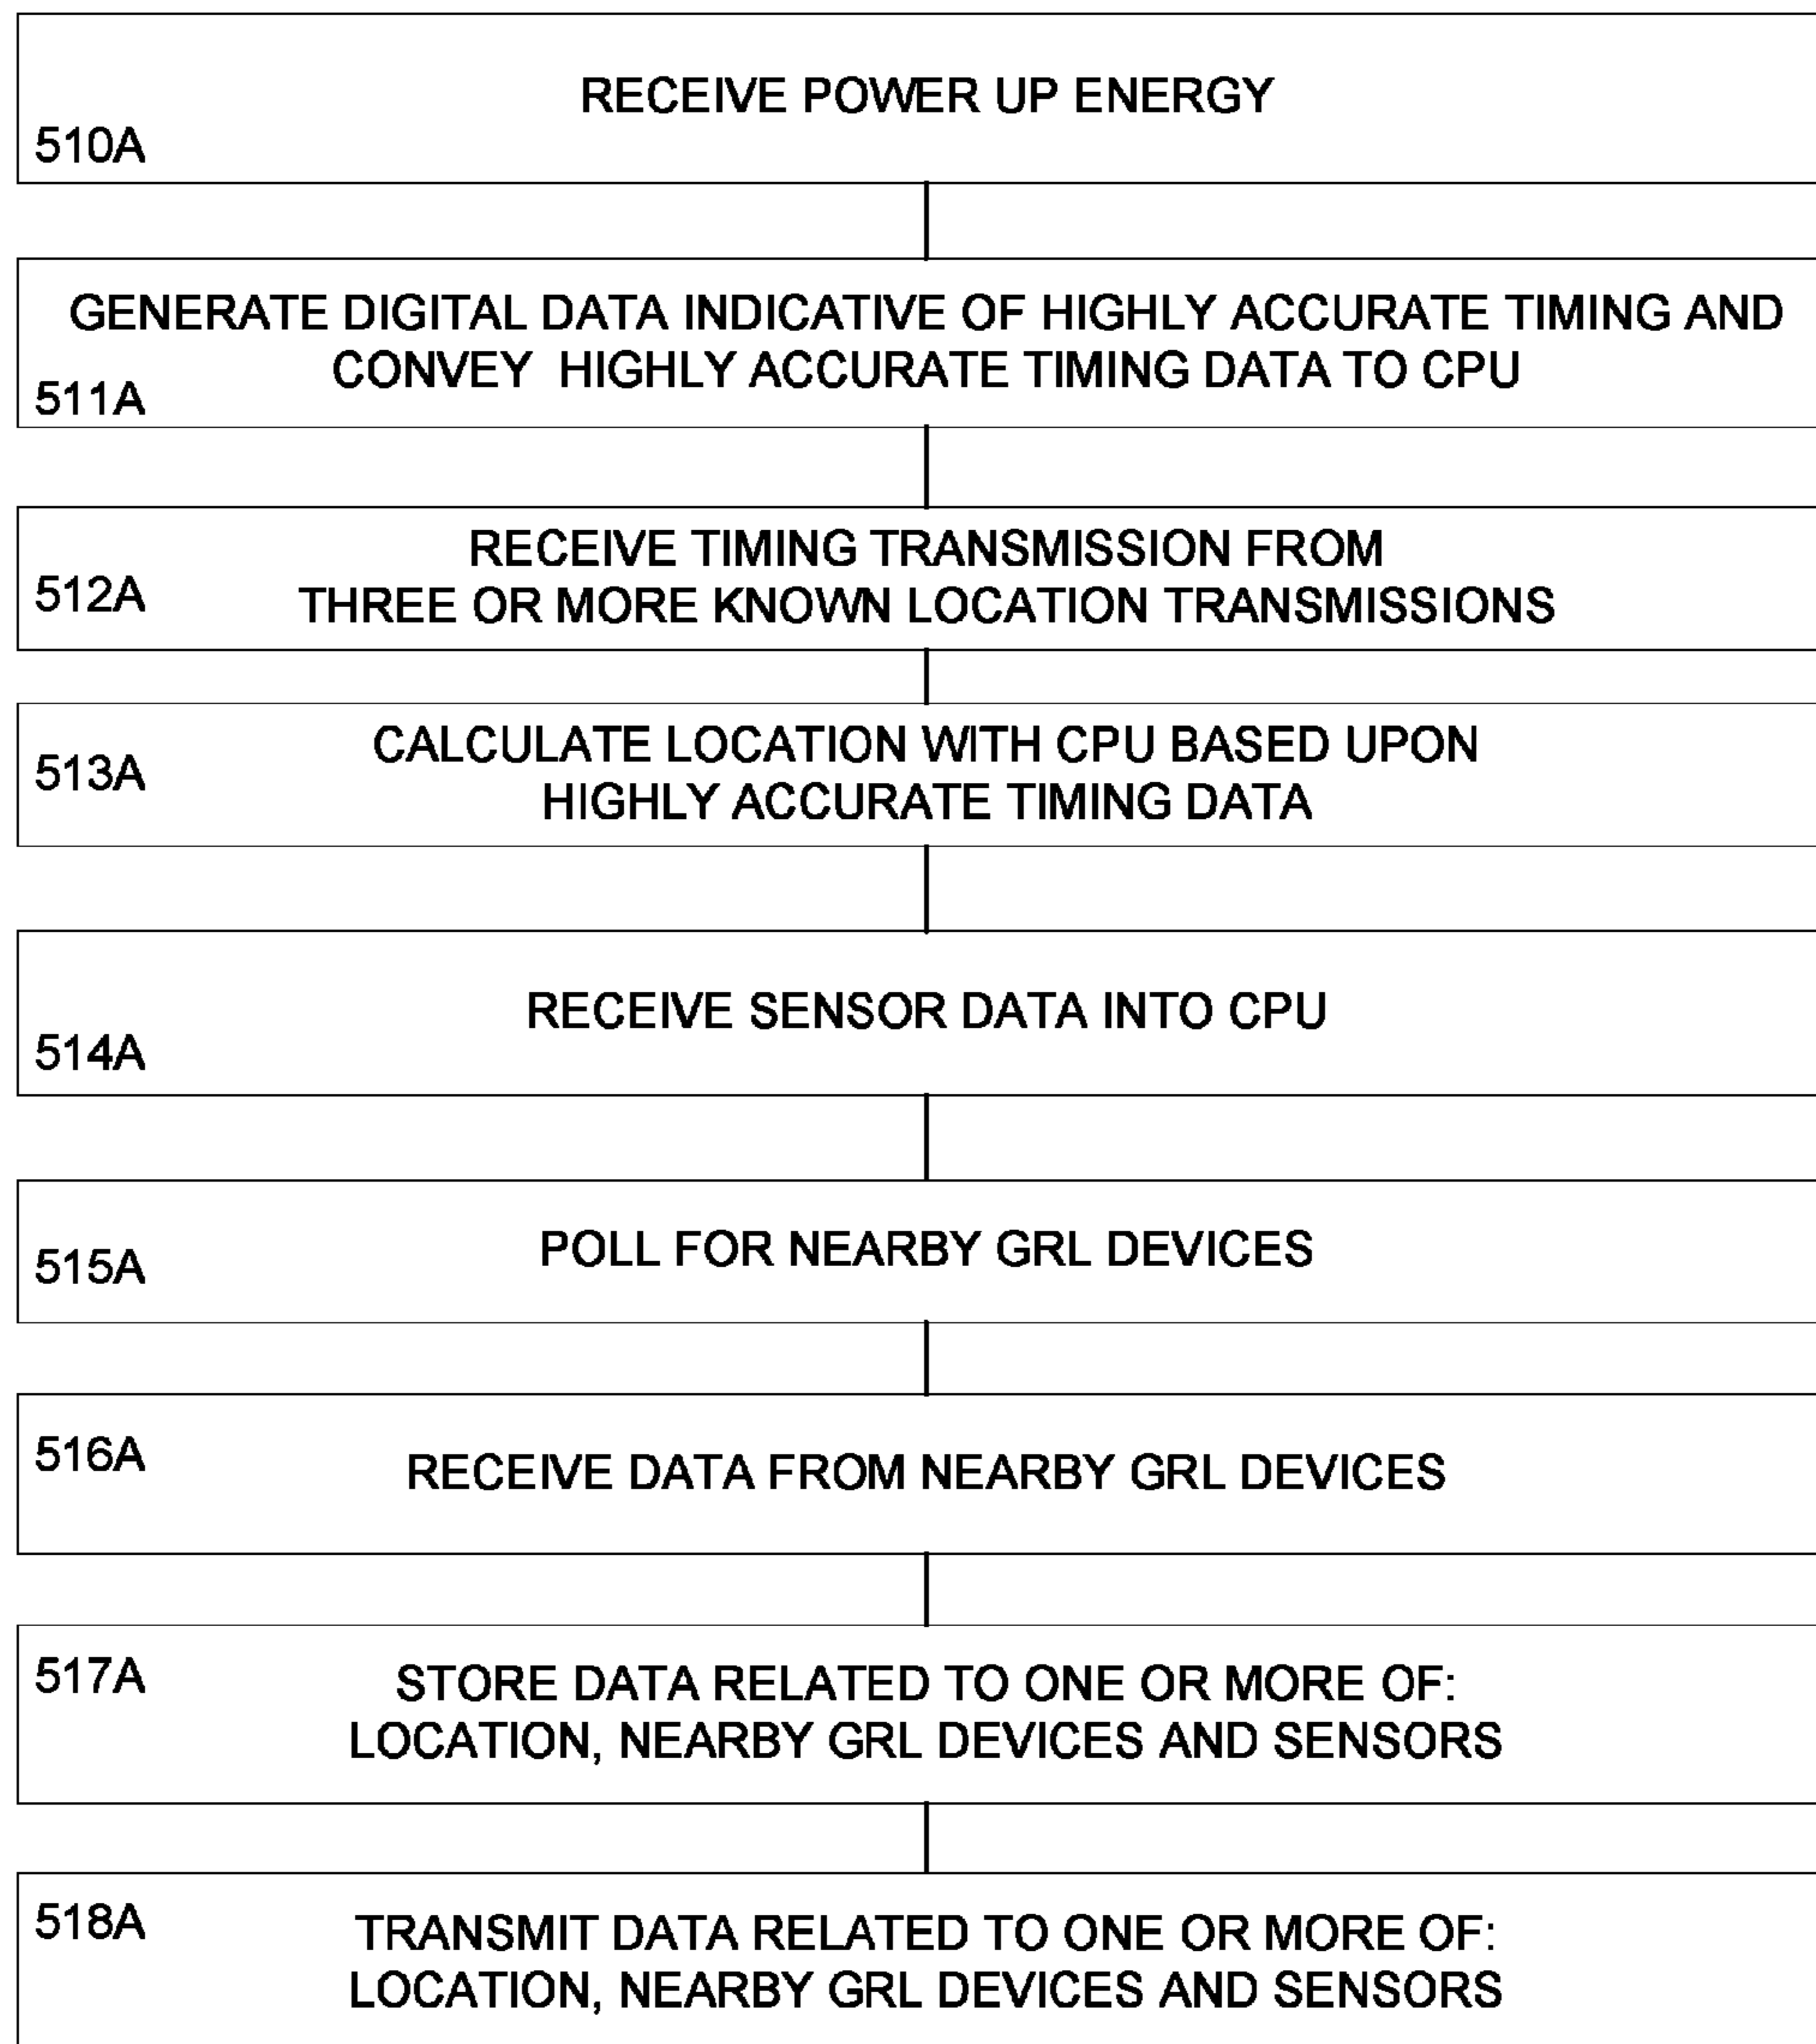 RECEIVE POWER UP ENERGY
510A
GENERATE DIGITAL DATA INDICATIVE OF HIGHLY ACCURATE TIMING AND
CONVEY HIGHLY ACCURATE TIMING DATA TO CPU
511A
RECEIVE TIMING TRANSMISSION FROM
512A
THREE OR MORE KNOWN LOCATION TRANSMISSIONS
CALCULATE LOCATION WITH CPU BASED UPON
513A
HIGHLY ACCURATE TIMING DATA
RECEIVE SENSOR DATA INTO CPU
514A
POLL FOR NEARBY GRL DEVICES
515A
516A
RECEIVE DATA FROM NEARBY GRL DEVICES
517A
STORE DATA RELATED TO ONE OR MORE OF:
LOCATION, NEARBY GRL DEVICES AND SENSORS
518A
TRANSMIT DATA RELATED TO ONE OR MORE OF:
LOCATION, NEARBY GRL DEVICES AND SENSORS